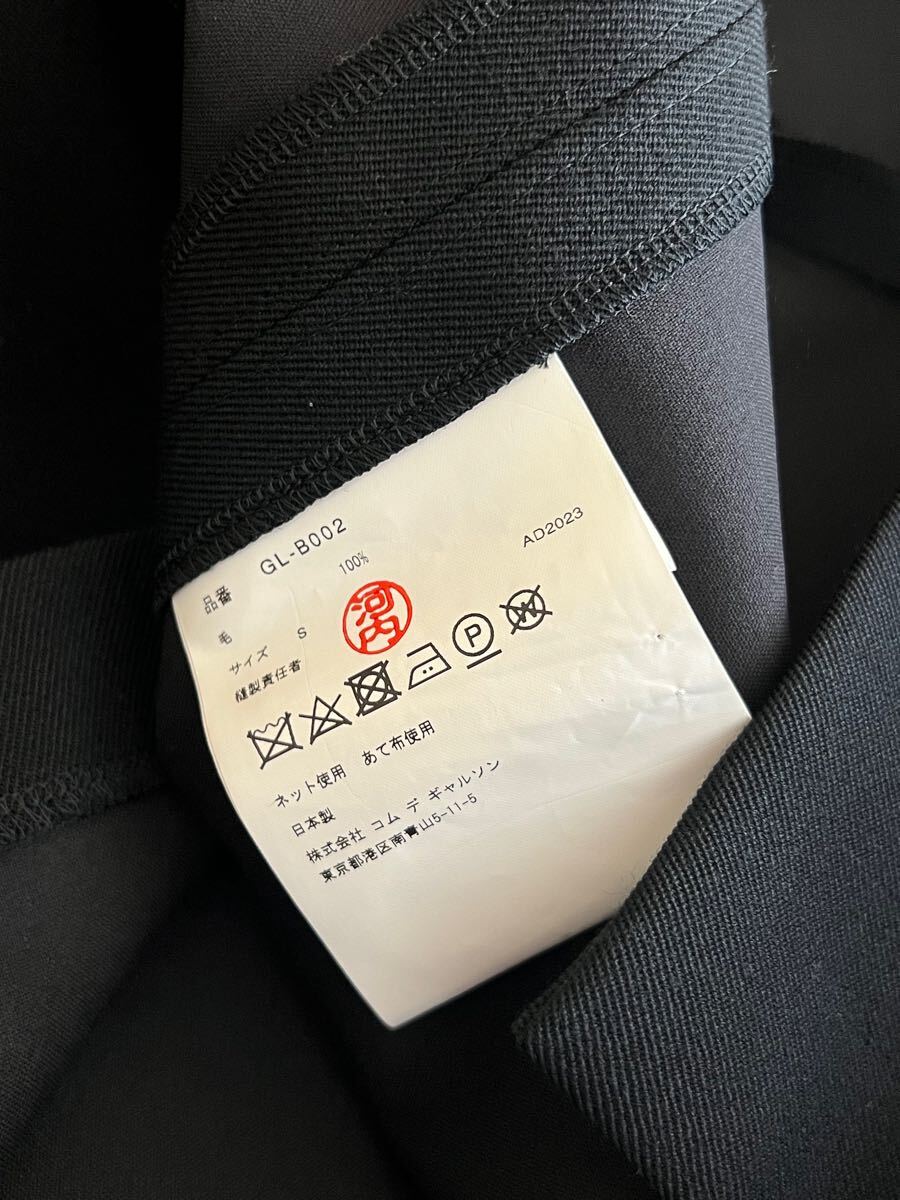 品番 GL-B002
AD2023
毛 100%
サイズ S
縫製責任者 河内
P W
ネット使用 あて布使用
日本製
株式会社 コム デ ギャルソン
東京都港区南青山5-11-5